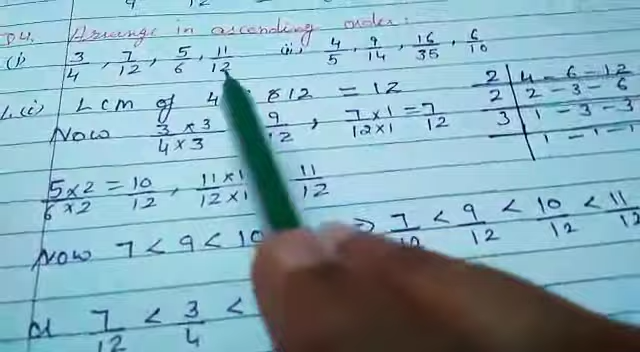 Q4. Arrange in ascending order:
(i) 3/4, 7/12, 5/6, 11/12 ii, 4/5, 9/14, 16/35, 6/10
1.(i) LCM of 4 6 12 = 12
2 | 4 - 6 - 12
2 | 2 - 3 - 6
3 | 1 - 3 - 3
1 - 1 - 1
Now 3×3/4×3 9/12, 7×1/12×1 = 7/12
5×2/6×2 = 10/12, 11×1/12×1 11/12
Now 7 < 9 < 10 ⇒ 7/12 < 9/12 < 10/12 < 11/12
7/12 < 3/4 <